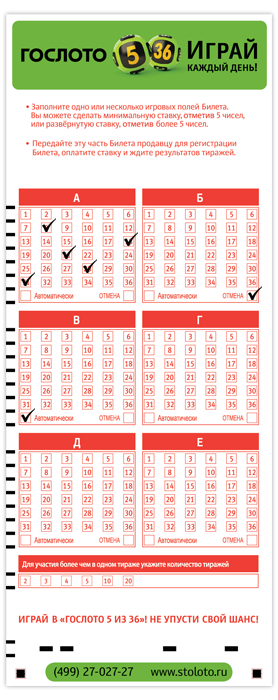 ГОСЛОТО 5 36 ИГРАЙ
КАЖДЫЙ ДЕНЬ!
• Заполните одно или несколько игровых полей Билета.
Вы можете сделать минимальную ставку, отметив 5 чисел,
или развёрнутую ставку, отметив более 5 чисел.
• Передайте эту часть Билета продавцу для регистрации
Билета, оплатите ставку и ждите результатов тиражей.
А
1 2 3 4 5 6
7 9 10 11 12
13 14 15 16 17
19 20 22 23 24
25 26 27 29 30
32 33 34 35 36
Автоматически ОТМЕНА
Б
1 2 3 4 5 6
7 8 9 10 11 12
13 14 15 16 17 18
19 20 21 22 23 24
25 26 27 28 29 30
31 32 33 34 35 36
Автоматически ОТМЕНА
В
1 2 3 4 5 6
7 8 9 10 11 12
13 14 15 16 17 18
19 20 21 22 23 24
25 26 27 28 29 30
31 32 33 34 35 36
Автоматически ОТМЕНА
Г
1 2 3 4 5 6
7 8 9 10 11 12
13 14 15 16 17 18
19 20 21 22 23 24
25 26 27 28 29 30
31 32 33 34 35 36
Автоматически ОТМЕНА
Д
1 2 3 4 5 6
7 8 9 10 11 12
13 14 15 16 17 18
19 20 21 22 23 24
25 26 27 28 29 30
31 32 33 34 35 36
Автоматически ОТМЕНА
Е
1 2 3 4 5 6
7 8 9 10 11 12
13 14 15 16 17 18
19 20 21 22 23 24
25 26 27 28 29 30
31 32 33 34 35 36
Автоматически ОТМЕНА
Для участия более чем в одном тираже укажите количество тиражей
2 3 4 5 10 20
ИГРАЙ В «ГОСЛОТО 5 ИЗ 36»! НЕ УПУСТИ СВОЙ ШАНС!
(499) 27-027-27 www.stoloto.ru